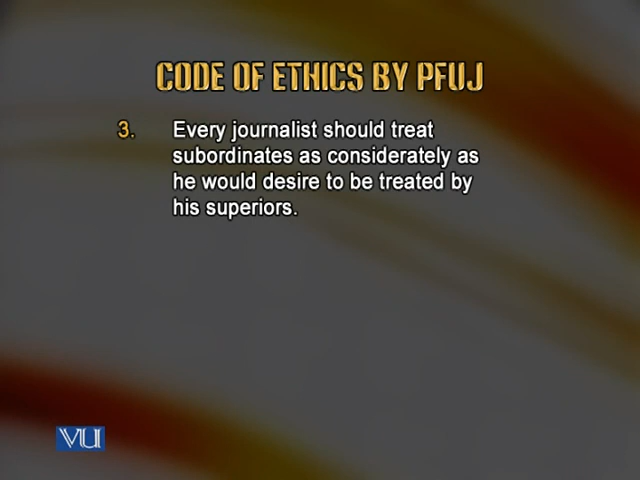 CODE OF ETHICS BY PFUJ
3. Every journalist should treat
subordinates as considerately as
he would desire to be treated by
his superiors.
VU